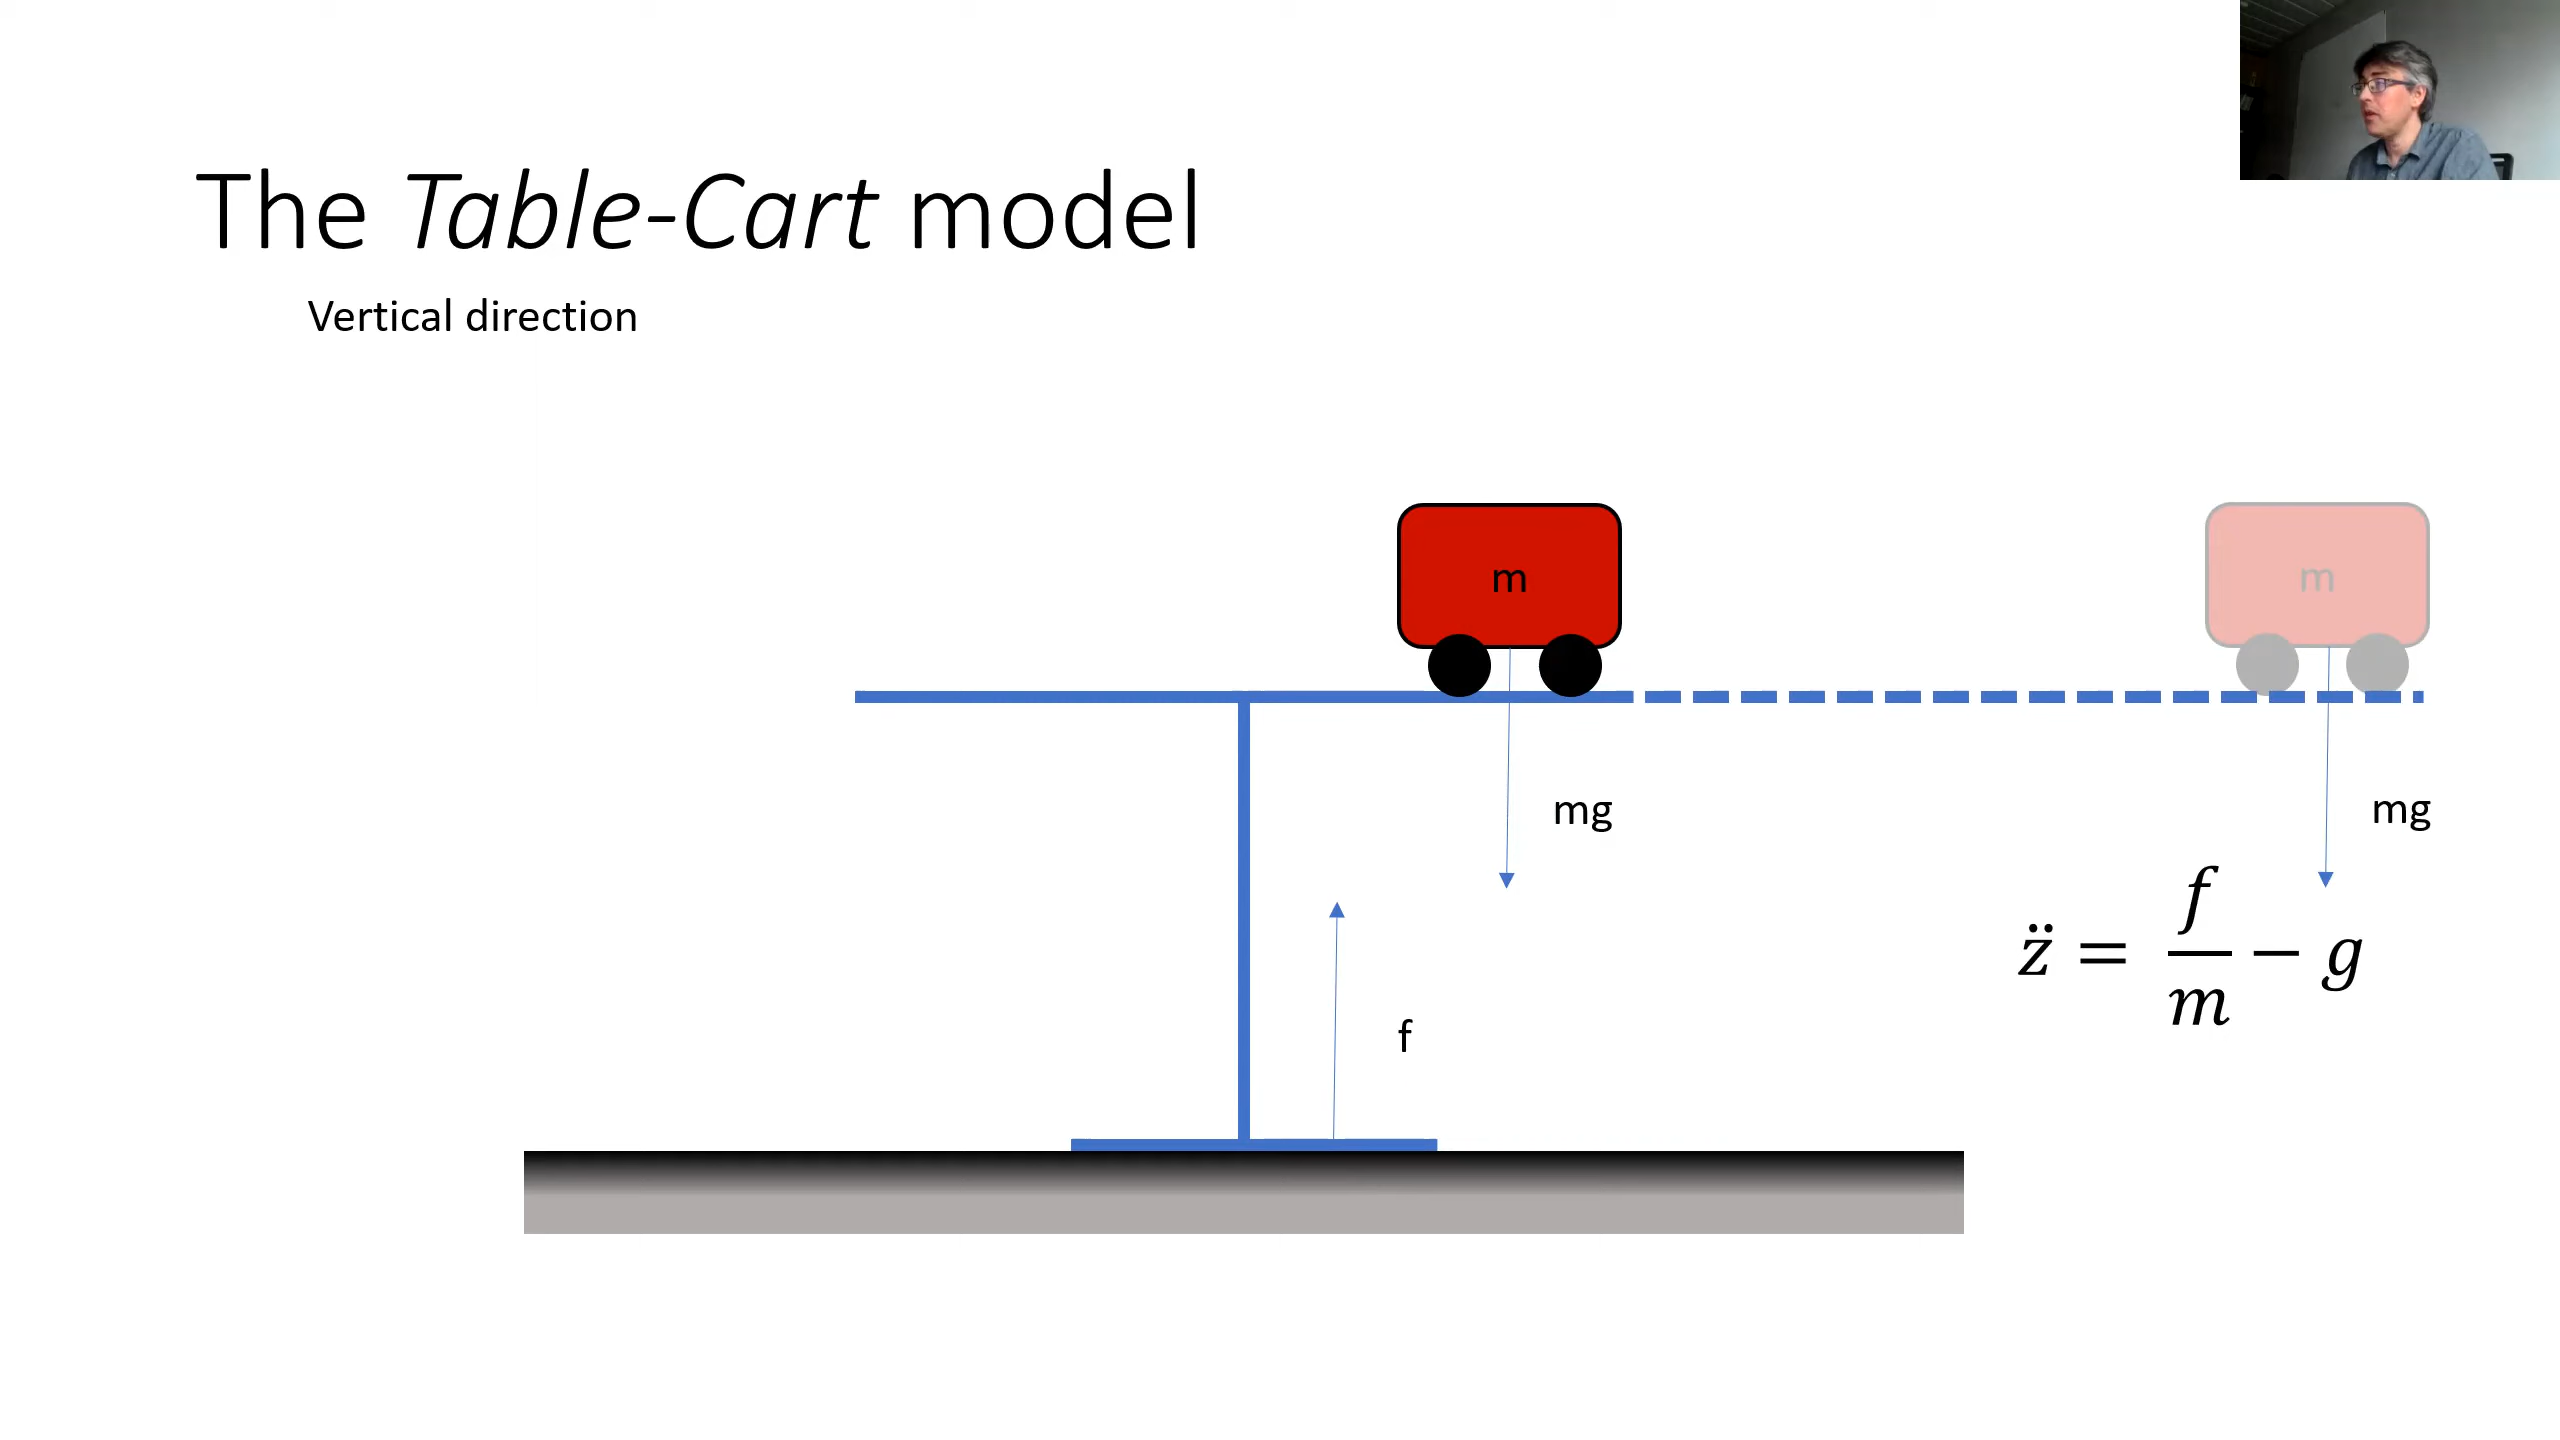 The Table-Cart model
Vertical direction
m
m
mg
mg
f
z̈ = f/m − g